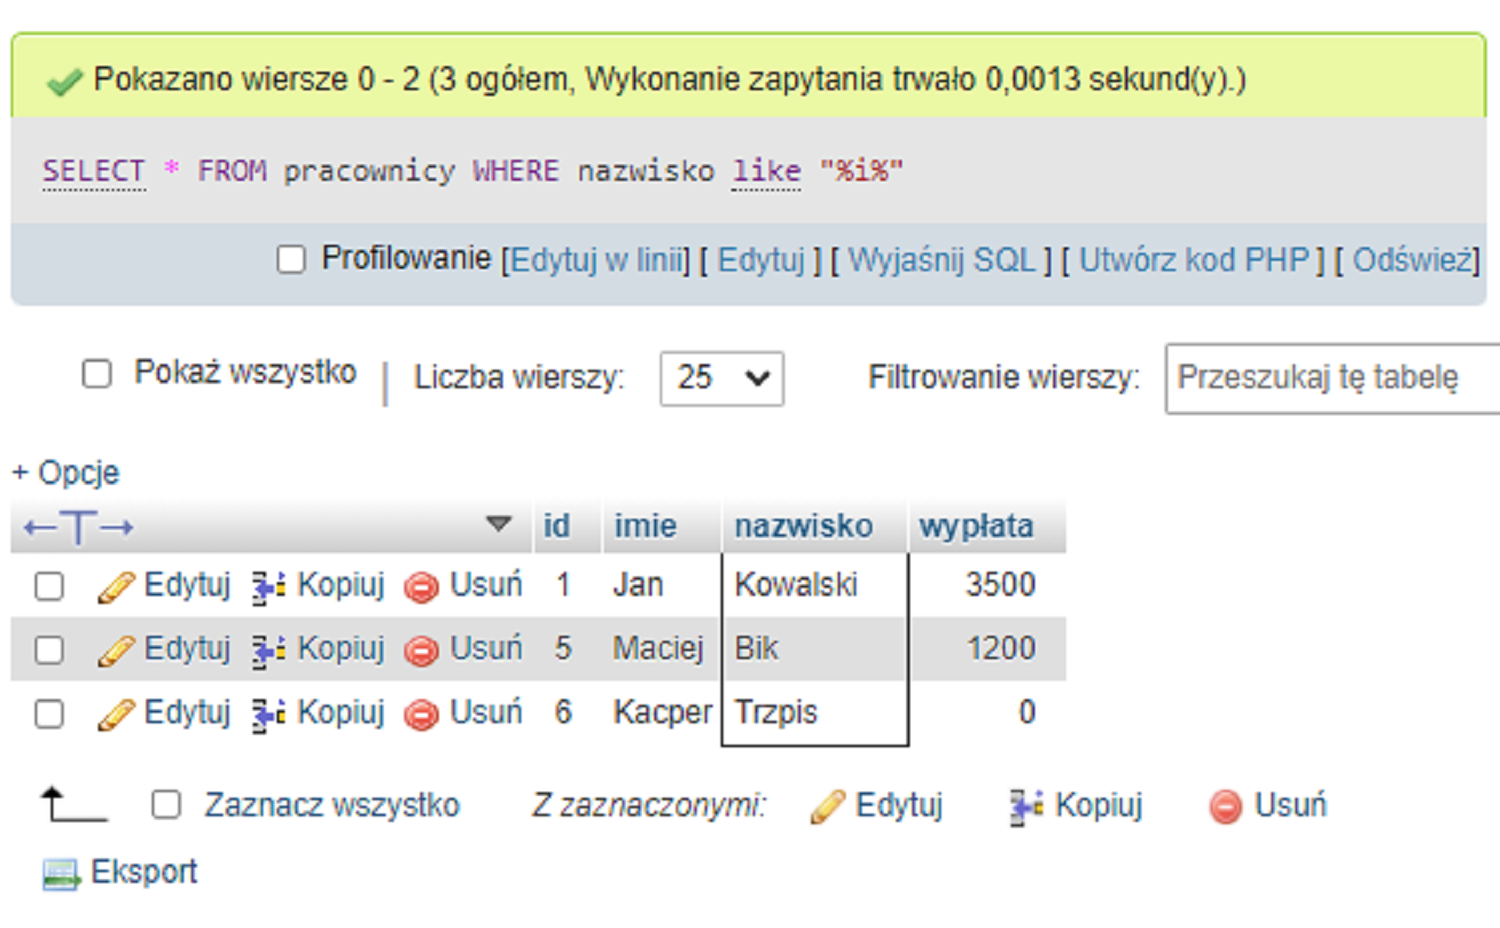 Pokazano wiersze 0 - 2 (3 ogółem, Wykonanie zapytania trwało 0,0013 sekund(y).)
SELECT * FROM pracownicy WHERE nazwisko like "%i%"
Profilowanie [Edytuj w linii] [ Edytuj ] [ Wyjaśnij SQL ] [ Utwórz kod PHP ] [ Odśwież]
Pokaż wszystko | Liczba wierszy: 25 Filtrowanie wierszy: Przeszukaj tę tabelę
+ Opcje
←T→ id imie nazwisko wypłata
Edytuj Kopiuj Usuń 1 Jan Kowalski 3500
Edytuj Kopiuj Usuń 5 Maciej Bik 1200
Edytuj Kopiuj Usuń 6 Kacper Trzpis 0
Zaznacz wszystko Z zaznaczonymi: Edytuj Kopiuj Usuń
Eksport